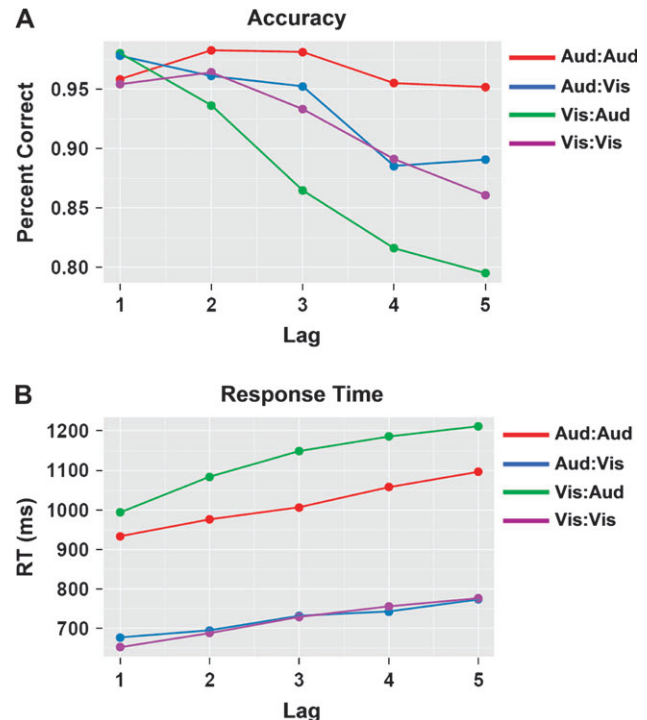 A
Accuracy
Percent Correct
0.95
0.90
0.85
0.80
1 2 3 4 5
Lag
Aud:Aud
Aud:Vis
Vis:Aud
Vis:Vis
B
Response Time
RT (ms)
1200
1100
1000
900
800
700
1 2 3 4 5
Lag
Aud:Aud
Aud:Vis
Vis:Aud
Vis:Vis